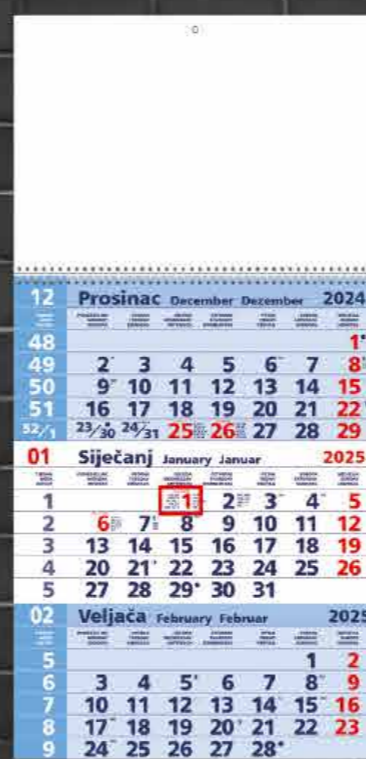 12 Prosinac December Dezember 2024
48 1
49 2 3 4 5 6 7 8
50 9 10 11 12 13 14 15
51 16 17 18 19 20 21 22
52/1 23/30 24/31 25 26 27 28 29
01 Siječanj January Januar 2025
1 1 2 3 4 5
2 6 7 8 9 10 11 12
3 13 14 15 16 17 18 19
4 20 21 22 23 24 25 26
5 27 28 29 30 31
02 Veljača February Februar 2025
5 1 2
6 3 4 5 6 7 8 9
7 10 11 12 13 14 15 16
8 17 18 19 20 21 22 23
9 24 25 26 27 28